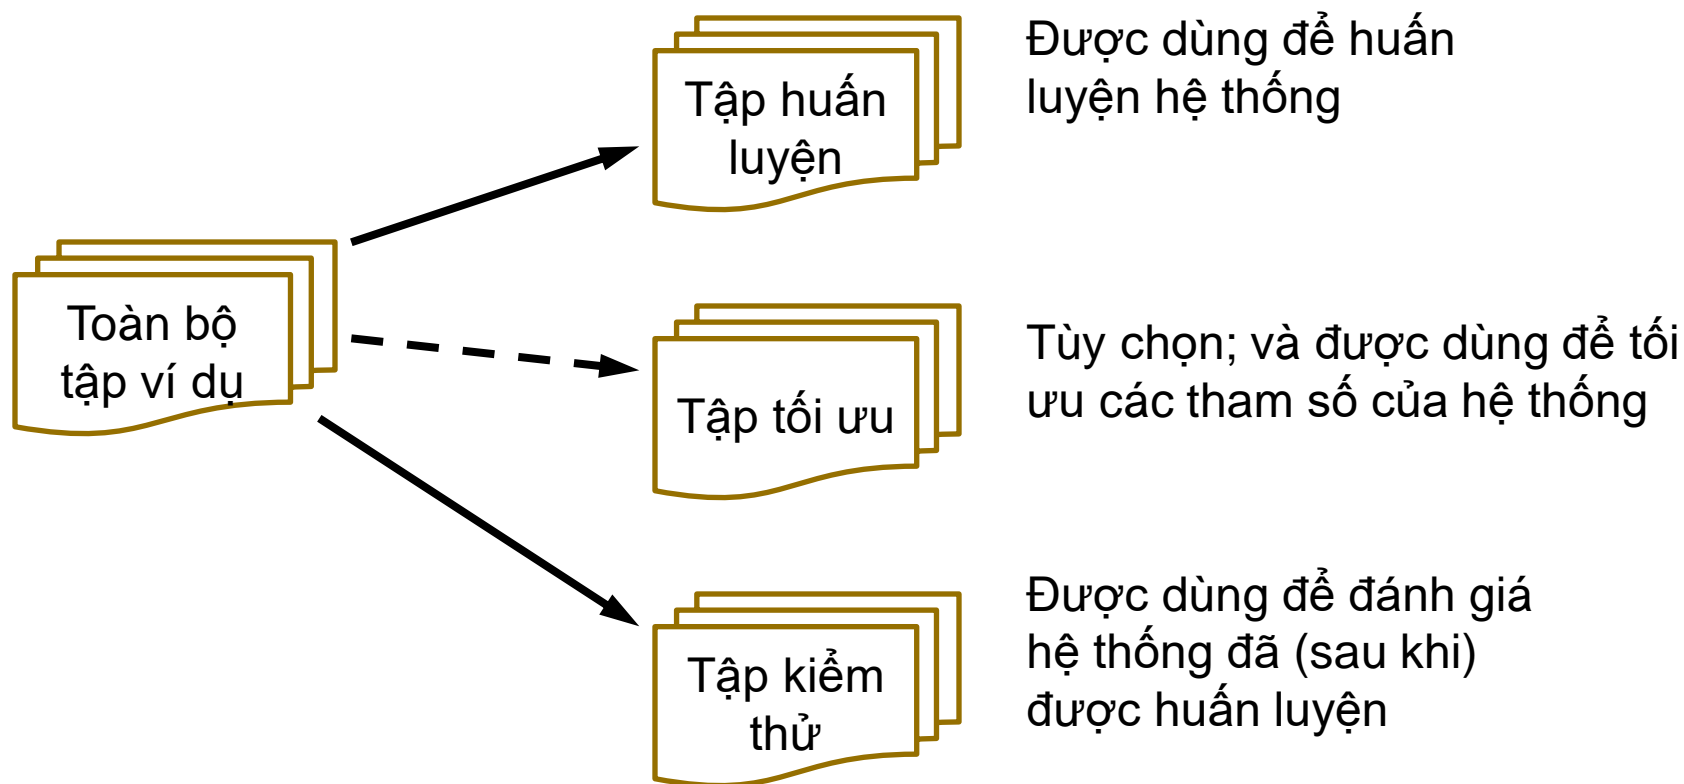 Được dùng để huấn
luyện hệ thống
Tập huấn
luyện
Toàn bộ
tập ví dụ
Tùy chọn; và được dùng để tối
ưu các tham số của hệ thống
Tập tối ưu
Được dùng để đánh giá
hệ thống đã (sau khi)
được huấn luyện
Tập kiểm
thử